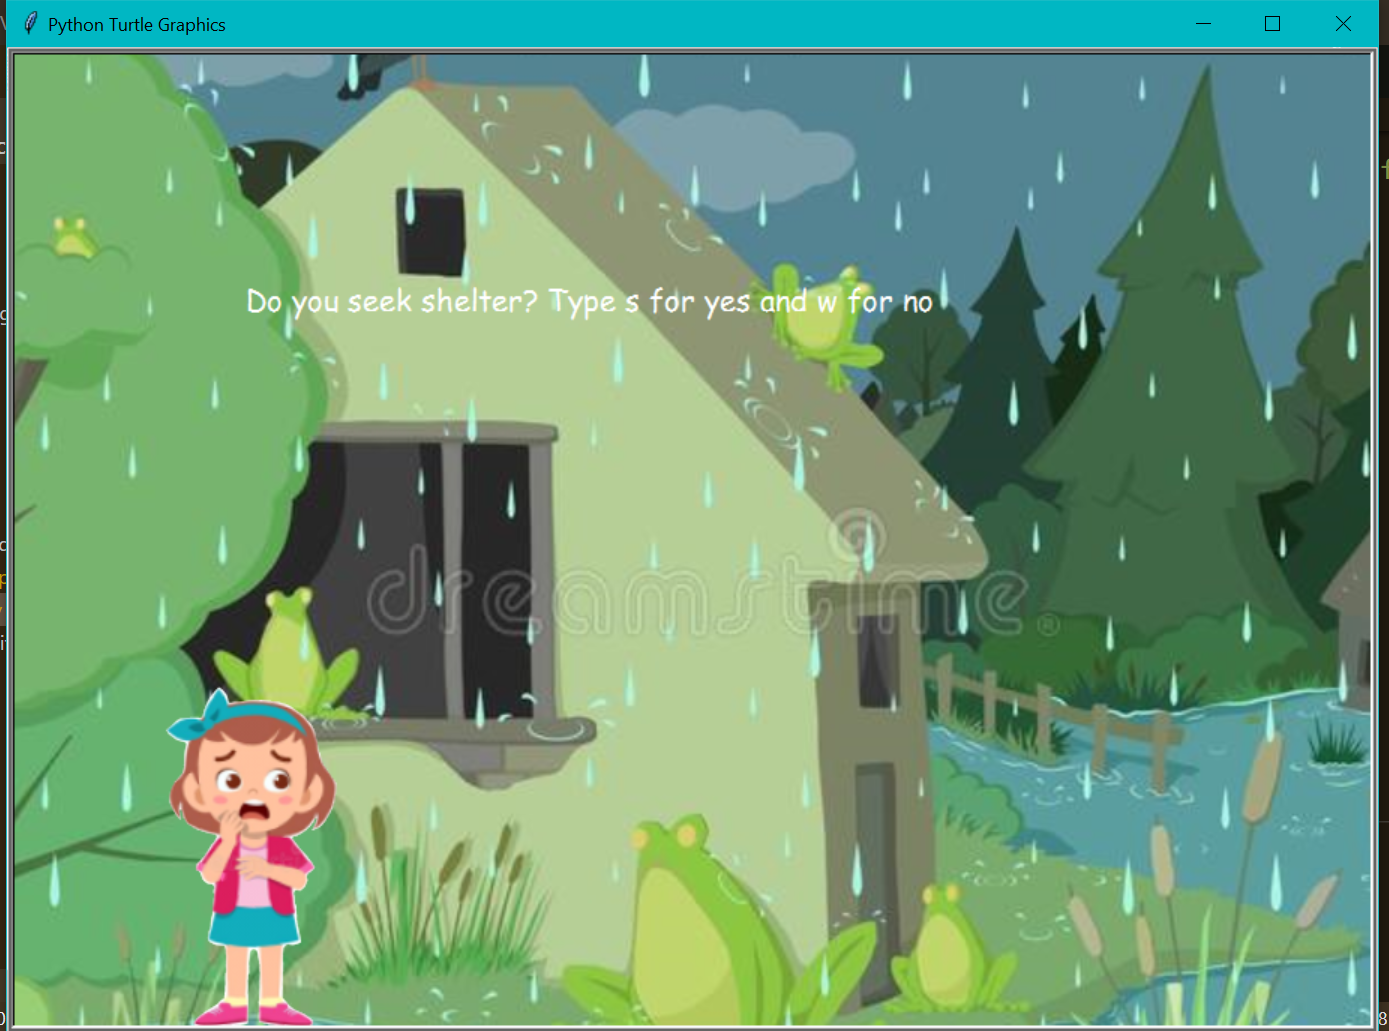 Python Turtle Graphics
Do you seek shelter? Type s for yes and w for no
dreamstime